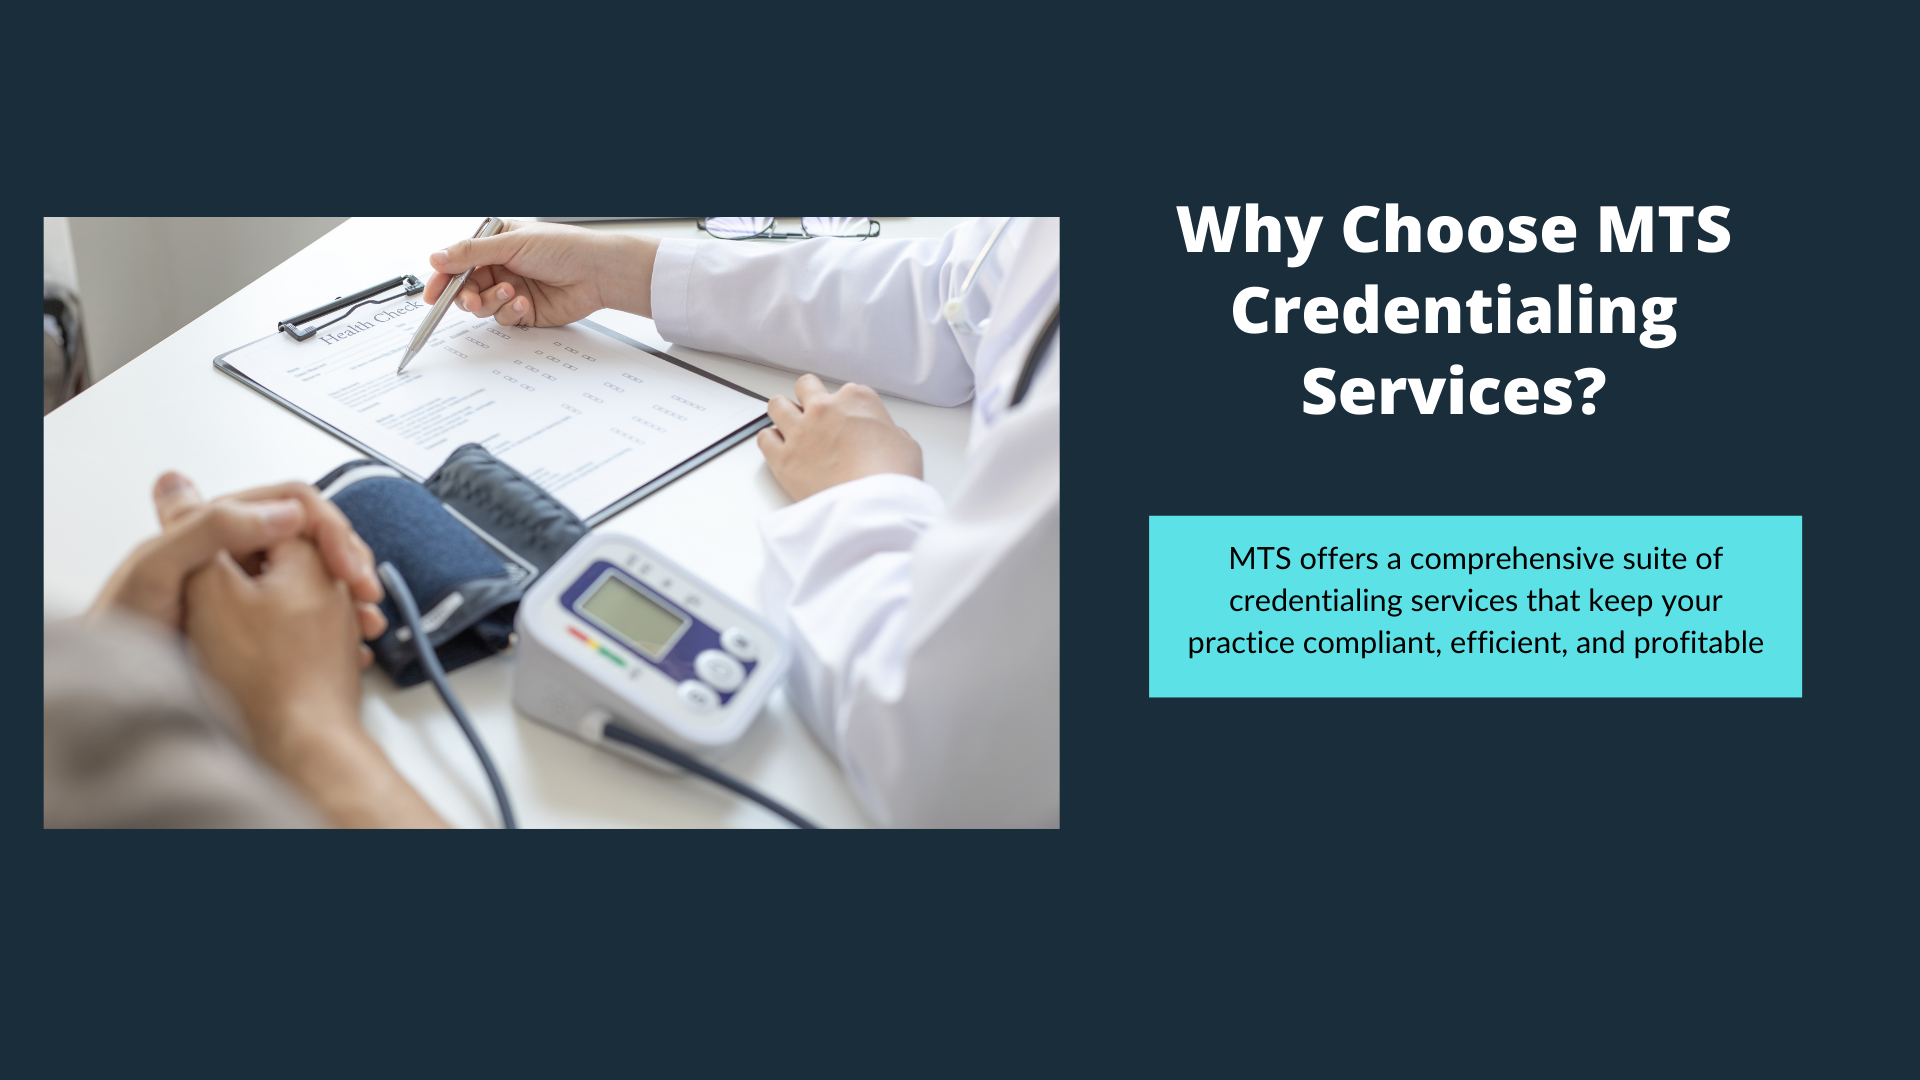 Health Check
Why Choose MTS
Credentialing
Services?
MTS offers a comprehensive suite of
credentialing services that keep your
practice compliant, efficient, and profitable